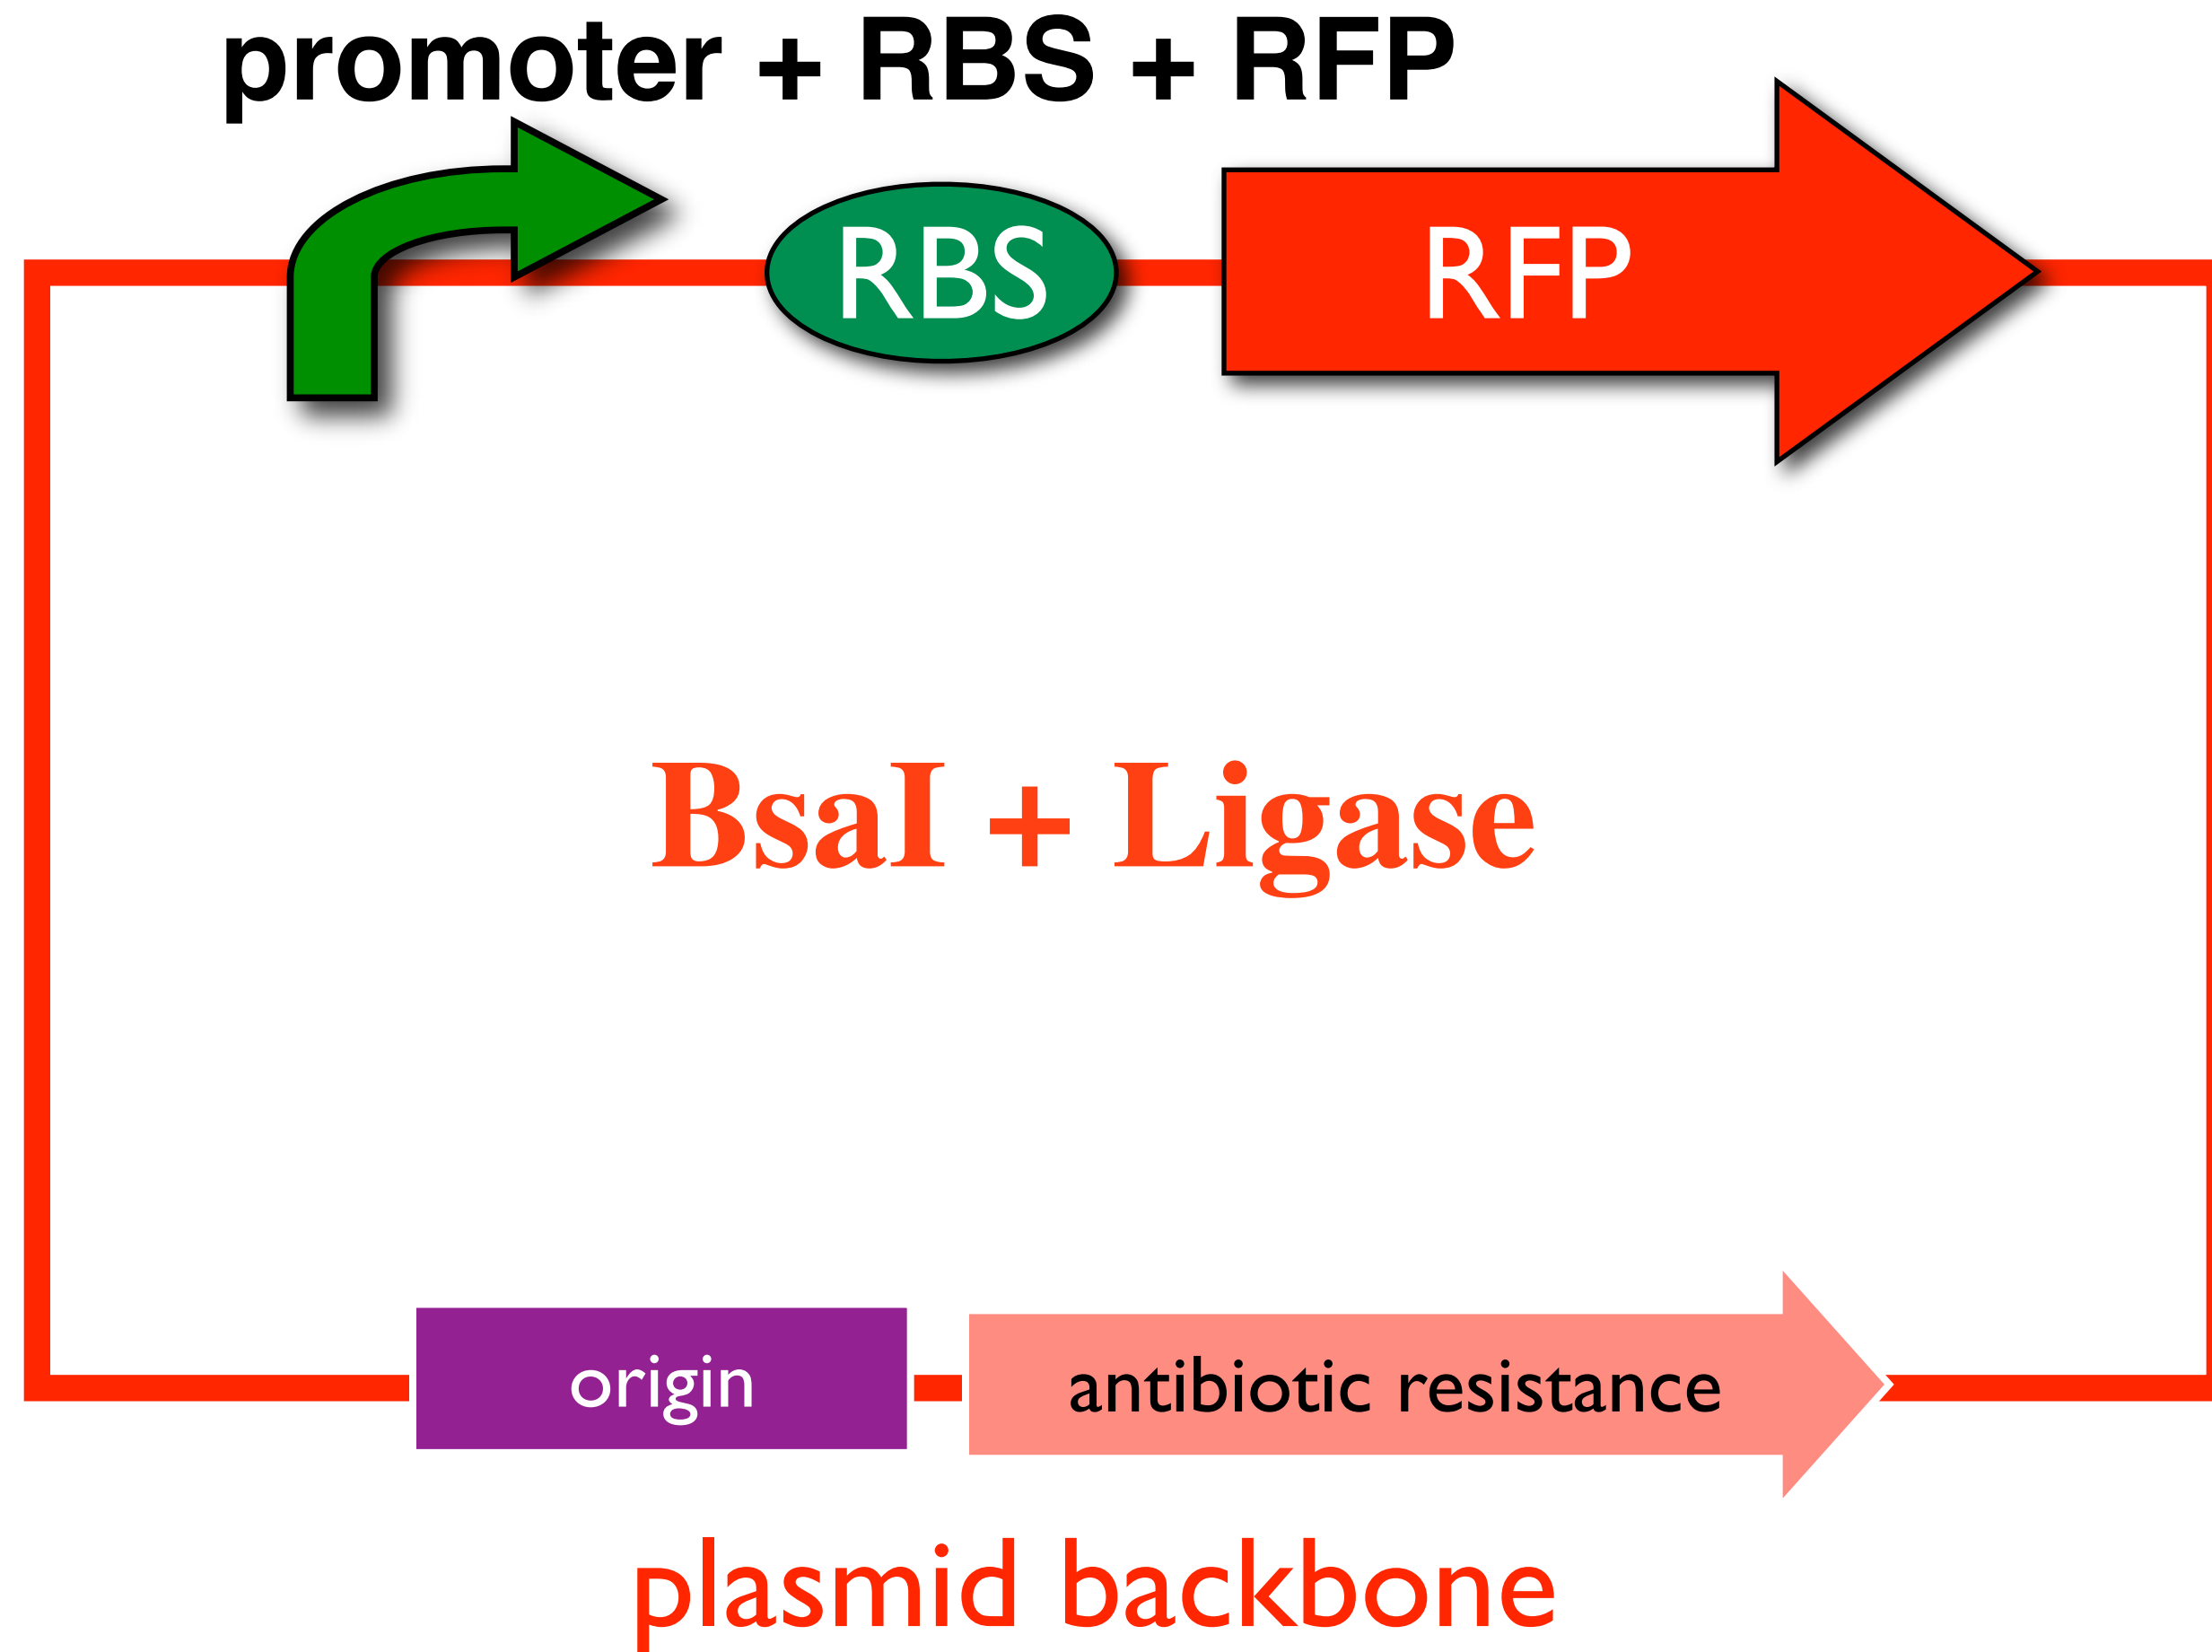 promoter + RBS + RFP
RBS
RFP
BsaI + Ligase
origin
antibiotic resistance
plasmid backbone